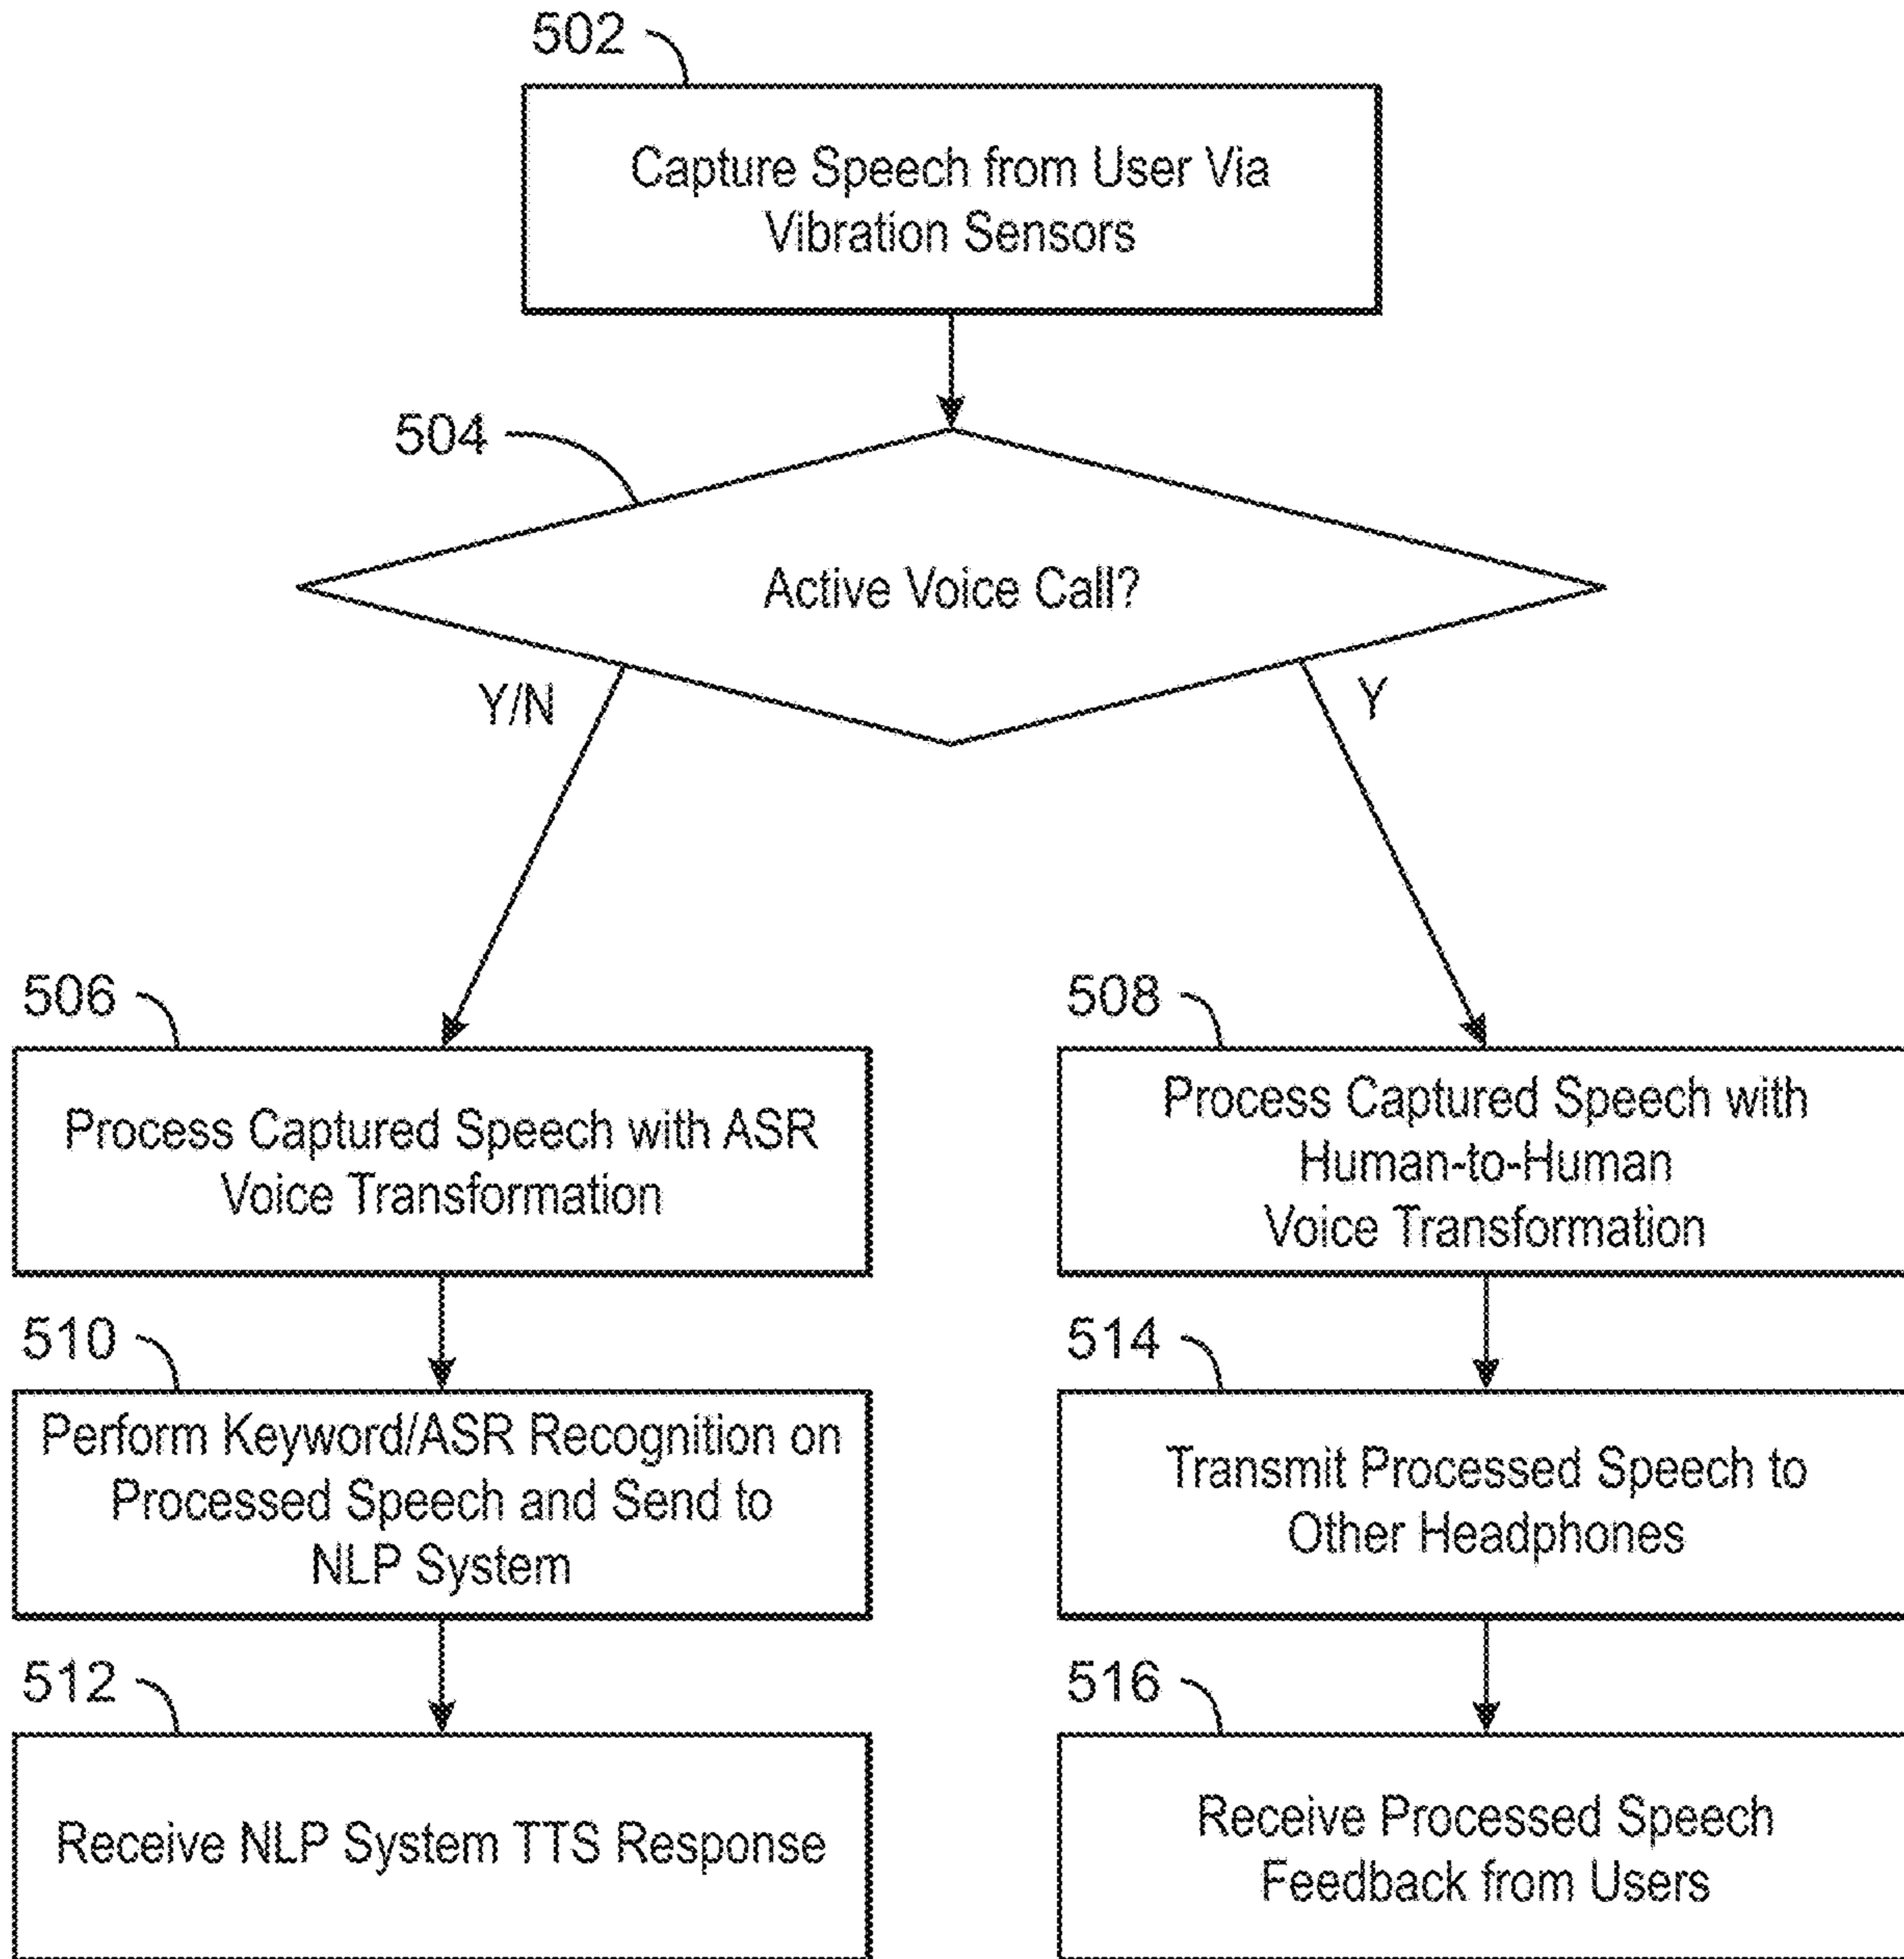 502
Capture Speech from User Via
Vibration Sensors
504
Active Voice Call?
Y/N
Y
506
Process Captured Speech with ASR
Voice Transformation
508
Process Captured Speech with
Human-to-Human
Voice Transformation
510
Perform Keyword/ASR Recognition on
Processed Speech and Send to
NLP System
514
Transmit Processed Speech to
Other Headphones
512
Receive NLP System TTS Response
516
Receive Processed Speech
Feedback from Users